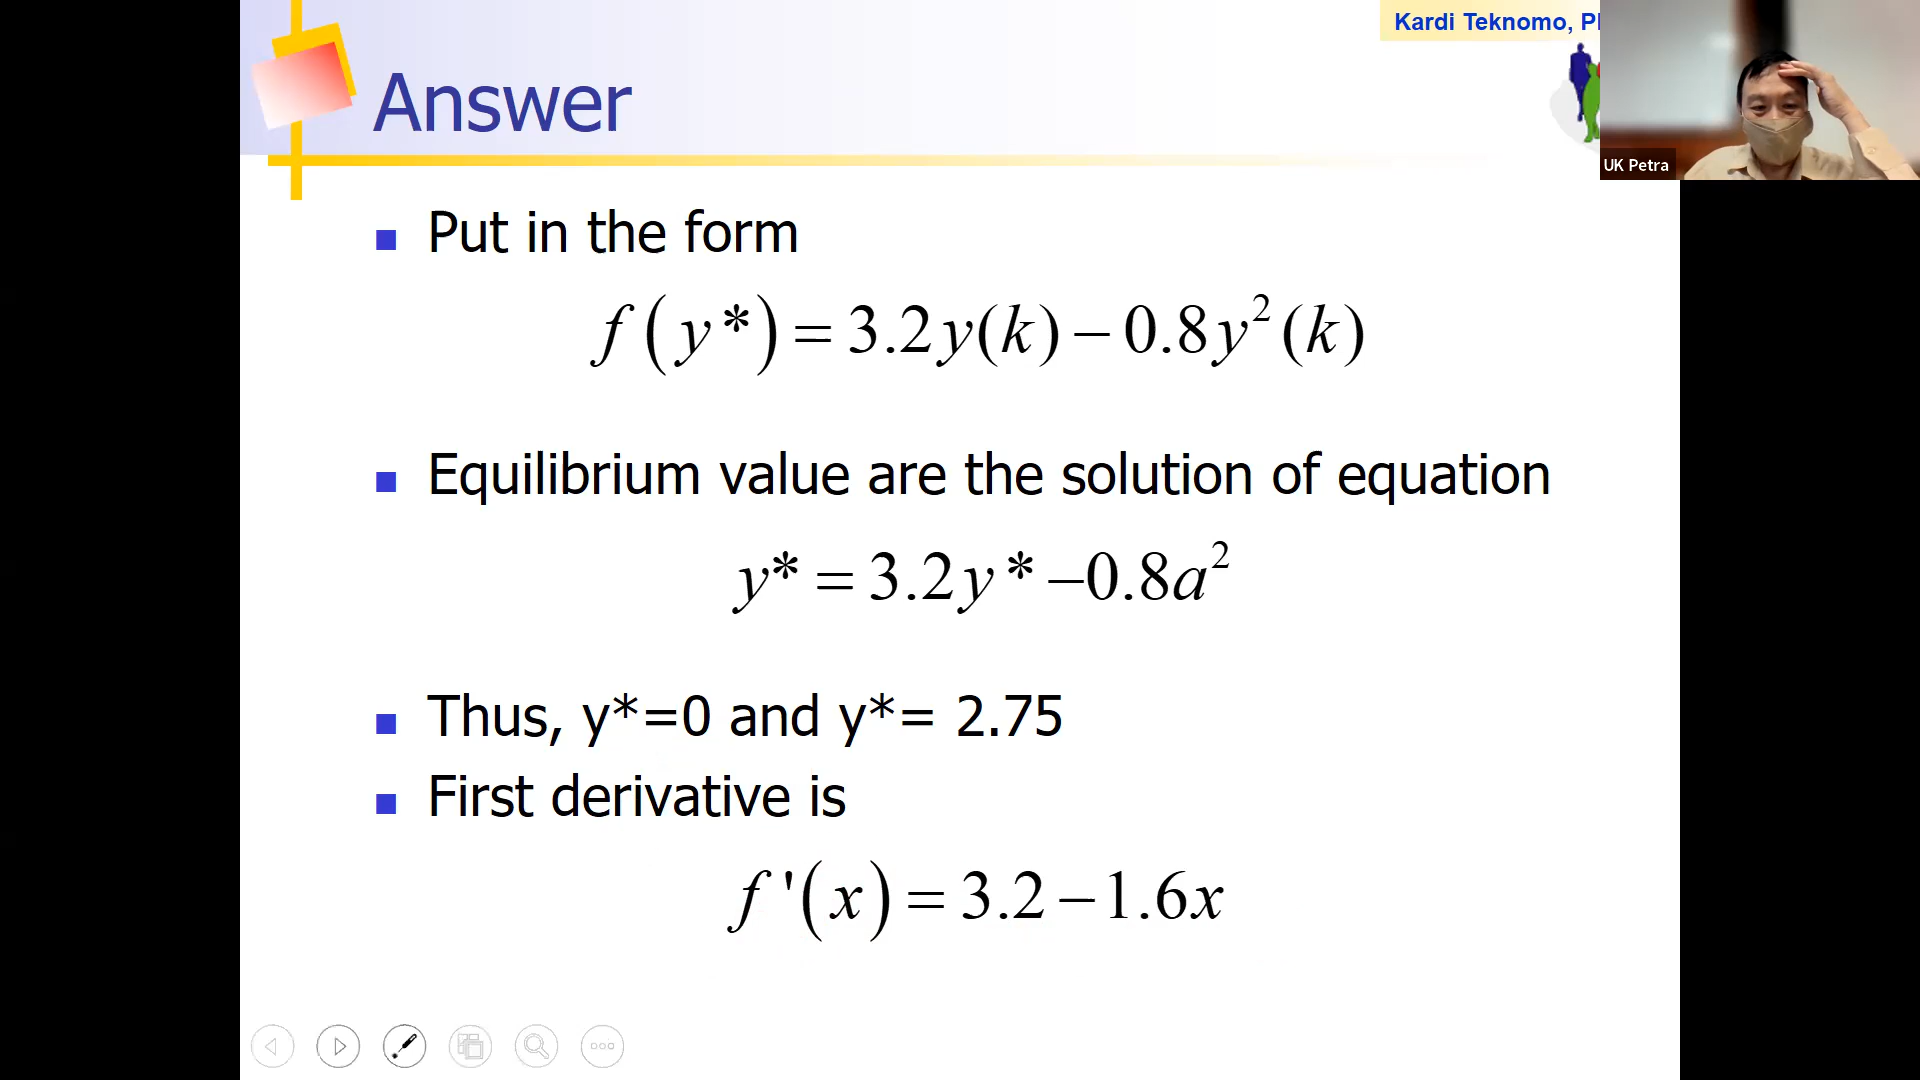 Kardi Teknomo,
UK Petra
Answer
Put in the form
f(y*) = 3.2y(k) − 0.8y²(k)
Equilibrium value are the solution of equation
y* = 3.2y* −0.8a²
Thus, y*=0 and y*= 2.75
First derivative is
f'(x) = 3.2 − 1.6x